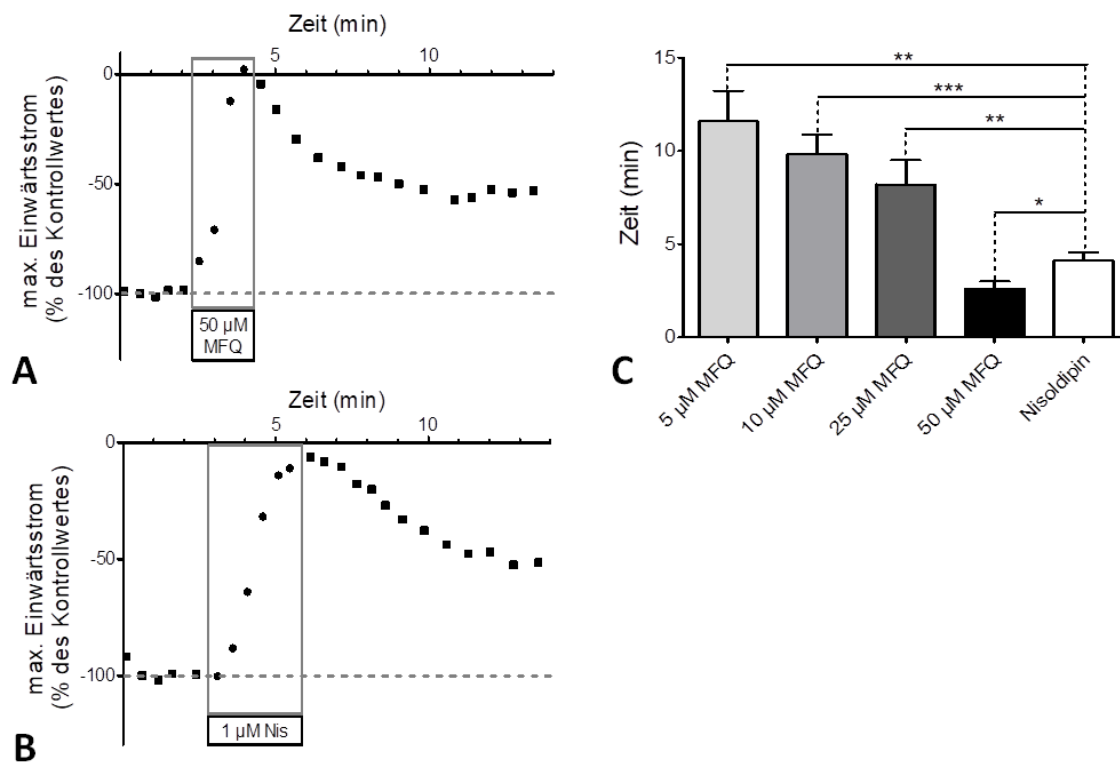 A
Zeit (min)
5
10
0
-50
-100
max. Einwärtsstrom
(% des Kontrollwertes)
50 µM
MFQ
B
Zeit (min)
5
10
0
-50
-100
max. Einwärtsstrom
(% des Kontrollwertes)
1 µM Nis
C
15
10
5
0
Zeit (min)
**
***
**
*
5 µM MFQ
10 µM MFQ
25 µM MFQ
50 µM MFQ
Nisoldipin